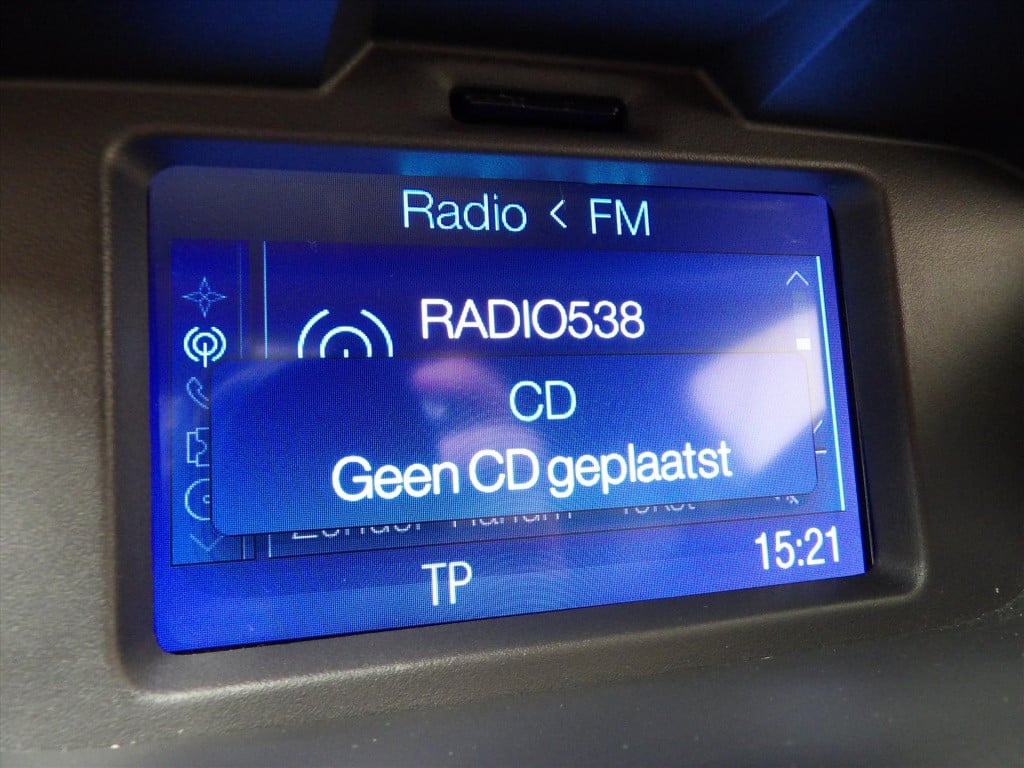 Radio < FM
RADIO538
CD
Geen CD geplaatst
TP
15:21